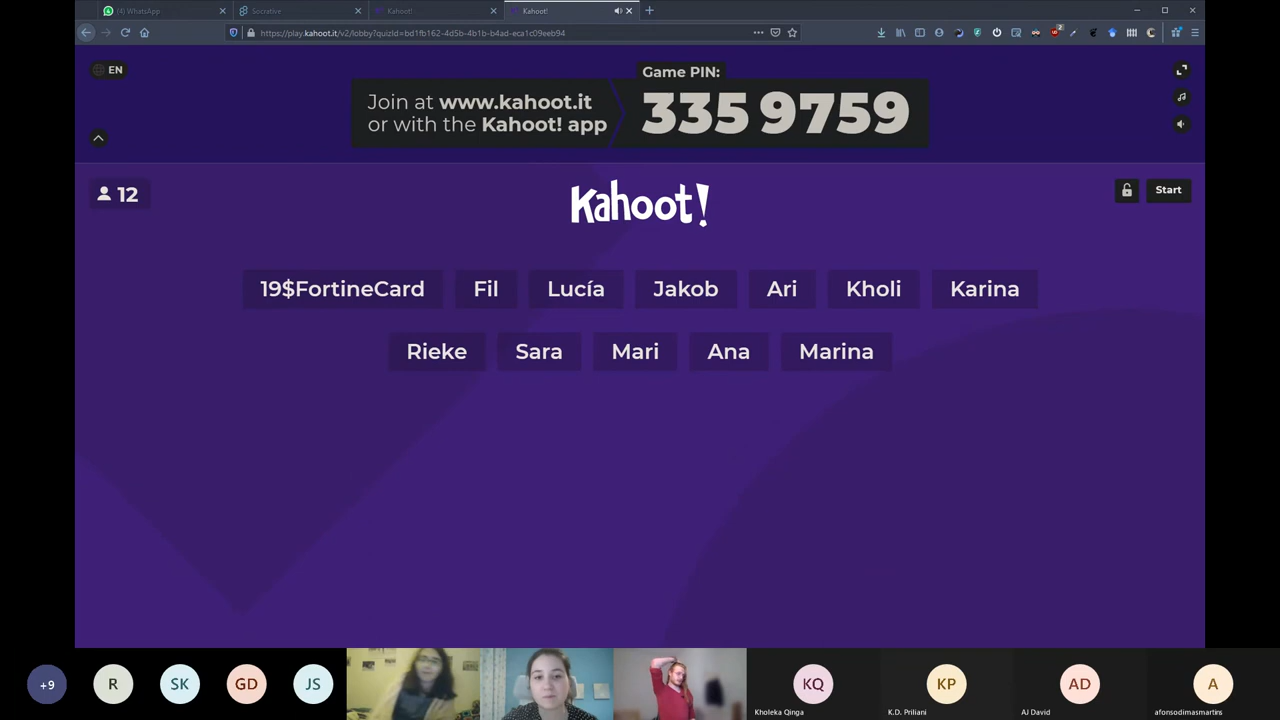 (4) WhatsApp
Socrative
Kahoot!
Kahoot!
https://play.kahoot.it/v2/lobby?quizId=bd1fb162-4d5b-4b1b-b4ad-eca1c09eeb94
EN
Join at www.kahoot.it
or with the Kahoot! app
Game PIN:
335 9759
12
Kahoot!
Start
19$FortineCard Fil Lucía Jakob Ari Kholi Karina
Rieke Sara Mari Ana Marina
+9 R SK GD JS KQ KP AD A
Kholeka Qinga K.D. Priliani AJ David afonsodimasmartins